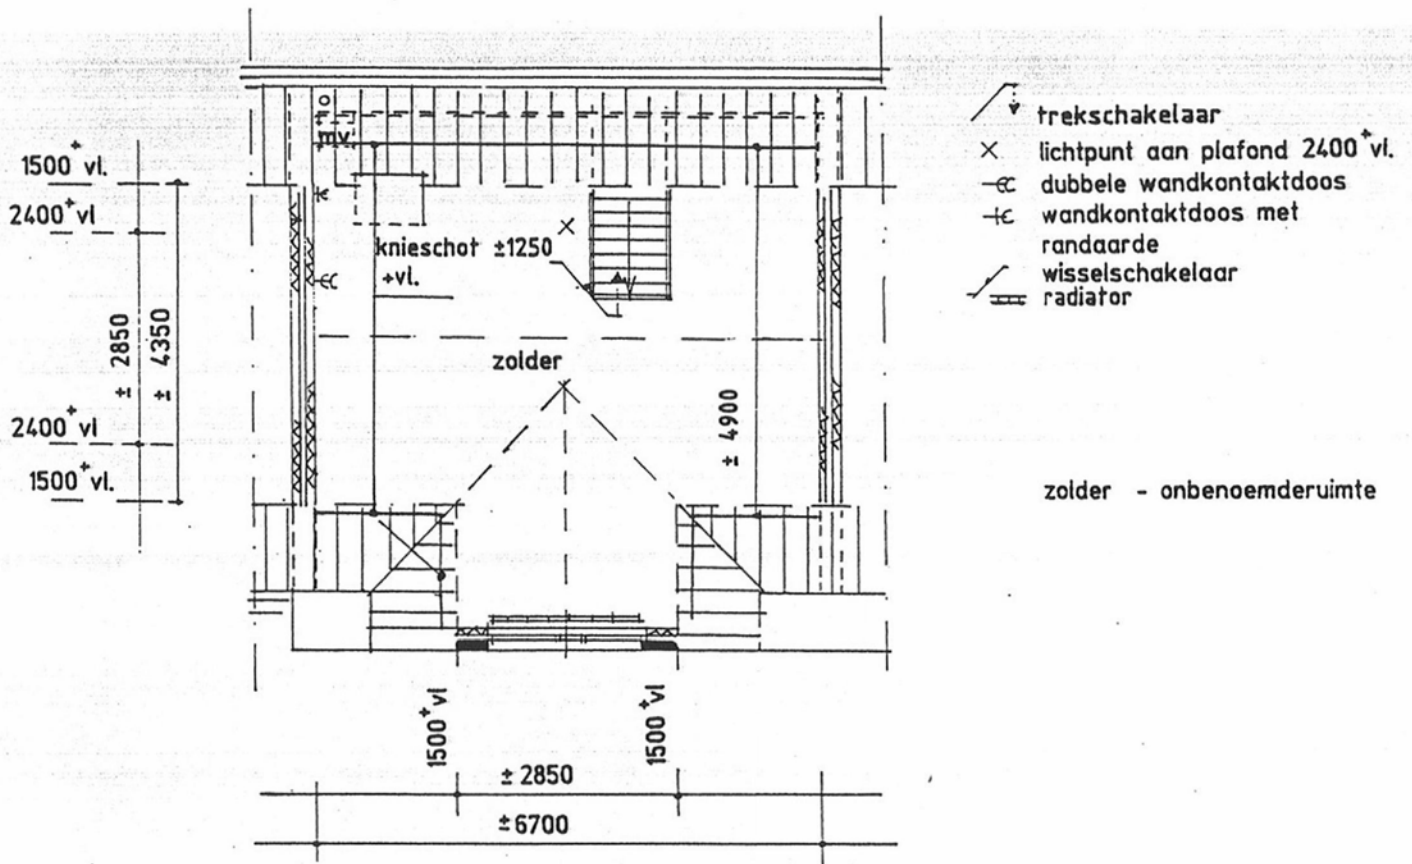 1500⁺ vl.
2400⁺ vl
± 2850
± 4350
2400⁺ vl
1500⁺ vl.
mv
knieschot ±1250
+vl.
zolder
± 4900
1500⁺ vl
1500⁺ vl
±2850
±6700
trekschakelaar
lichtpunt aan plafond 2400⁺ vl.
dubbele wandkontaktdoos
wandkontaktdoos met
randaarde
wisselschakelaar
radiator
zolder - onbenoemderuimte